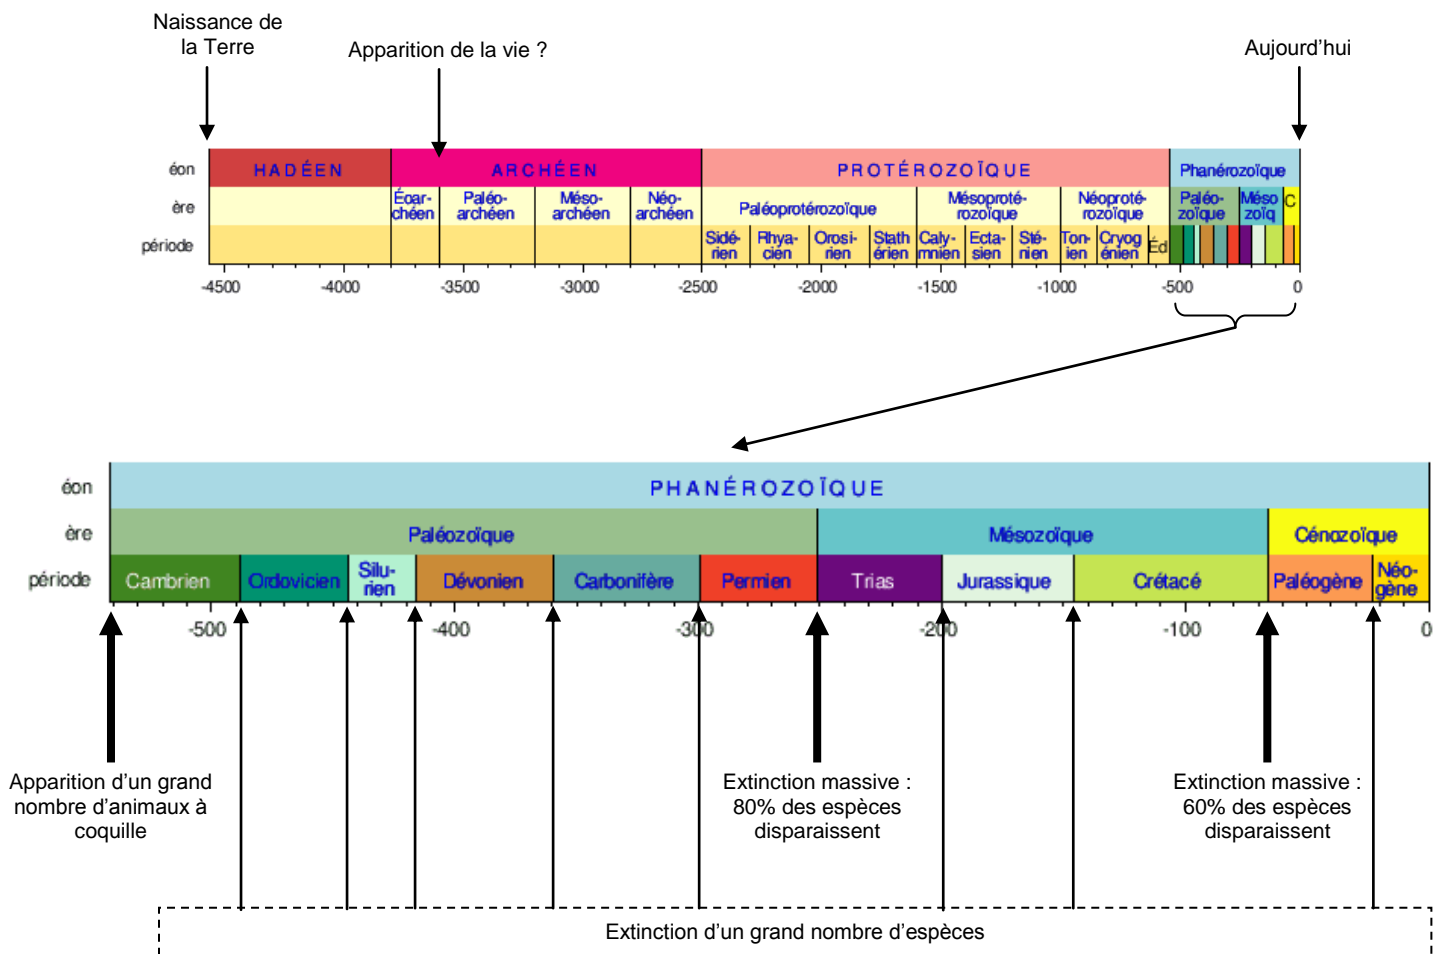 Naissance de
la Terre
Apparition de la vie ?
Aujourd'hui
éon
HADÉEN
ARCHÉEN
PROTÉROZOÏQUE
Phanérozoïque
ère
Éoar-
chéen
Paléo-
archéen
Méso-
archéen
Néo-
archéen
Paléoprotérozoïque
Mésoproté-
rozoïque
Néoproté-
rozoïque
Paléo-
zoïque
Méso
zoïq
C
période
Sidé-
rien
Rhya-
cien
Orosi-
rien
Stath
érien
Caly-
mnien
Ecta-
sien
Sté-
nien
Ton-
ien
Cryog
énien
Éd
-4500 -4000 -3500 -3000 -2500 -2000 -1500 -1000 -500 0
éon
PHANÉROZOÏQUE
ère
Paléozoïque
Mésozoïque
Cénozoïque
période
Cambrien
Ordovicien
Silu-
rien
Dévonien
Carbonifère
Permien
Trias
Jurassique
Crétacé
Paléogène
Néo-
gène
-500 -400 -300 -200 -100 0
Apparition d'un grand
nombre d'animaux à
coquille
Extinction massive :
80% des espèces
disparaissent
Extinction massive :
60% des espèces
disparaissent
Extinction d'un grand nombre d'espèces